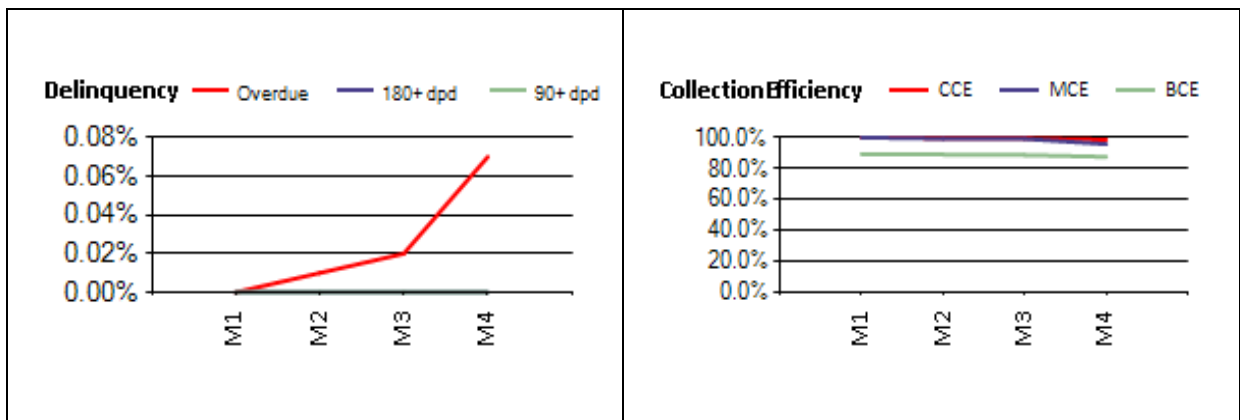 Delinquency Overdue 180+ dpd 90+ dpd
0.08%
0.06%
0.04%
0.02%
0.00%
M1 M2 M3 M4
CollectionEfficiency CCE MCE BCE
100.0%
80.0%
60.0%
40.0%
20.0%
0.0%
M1 M2 M3 M4